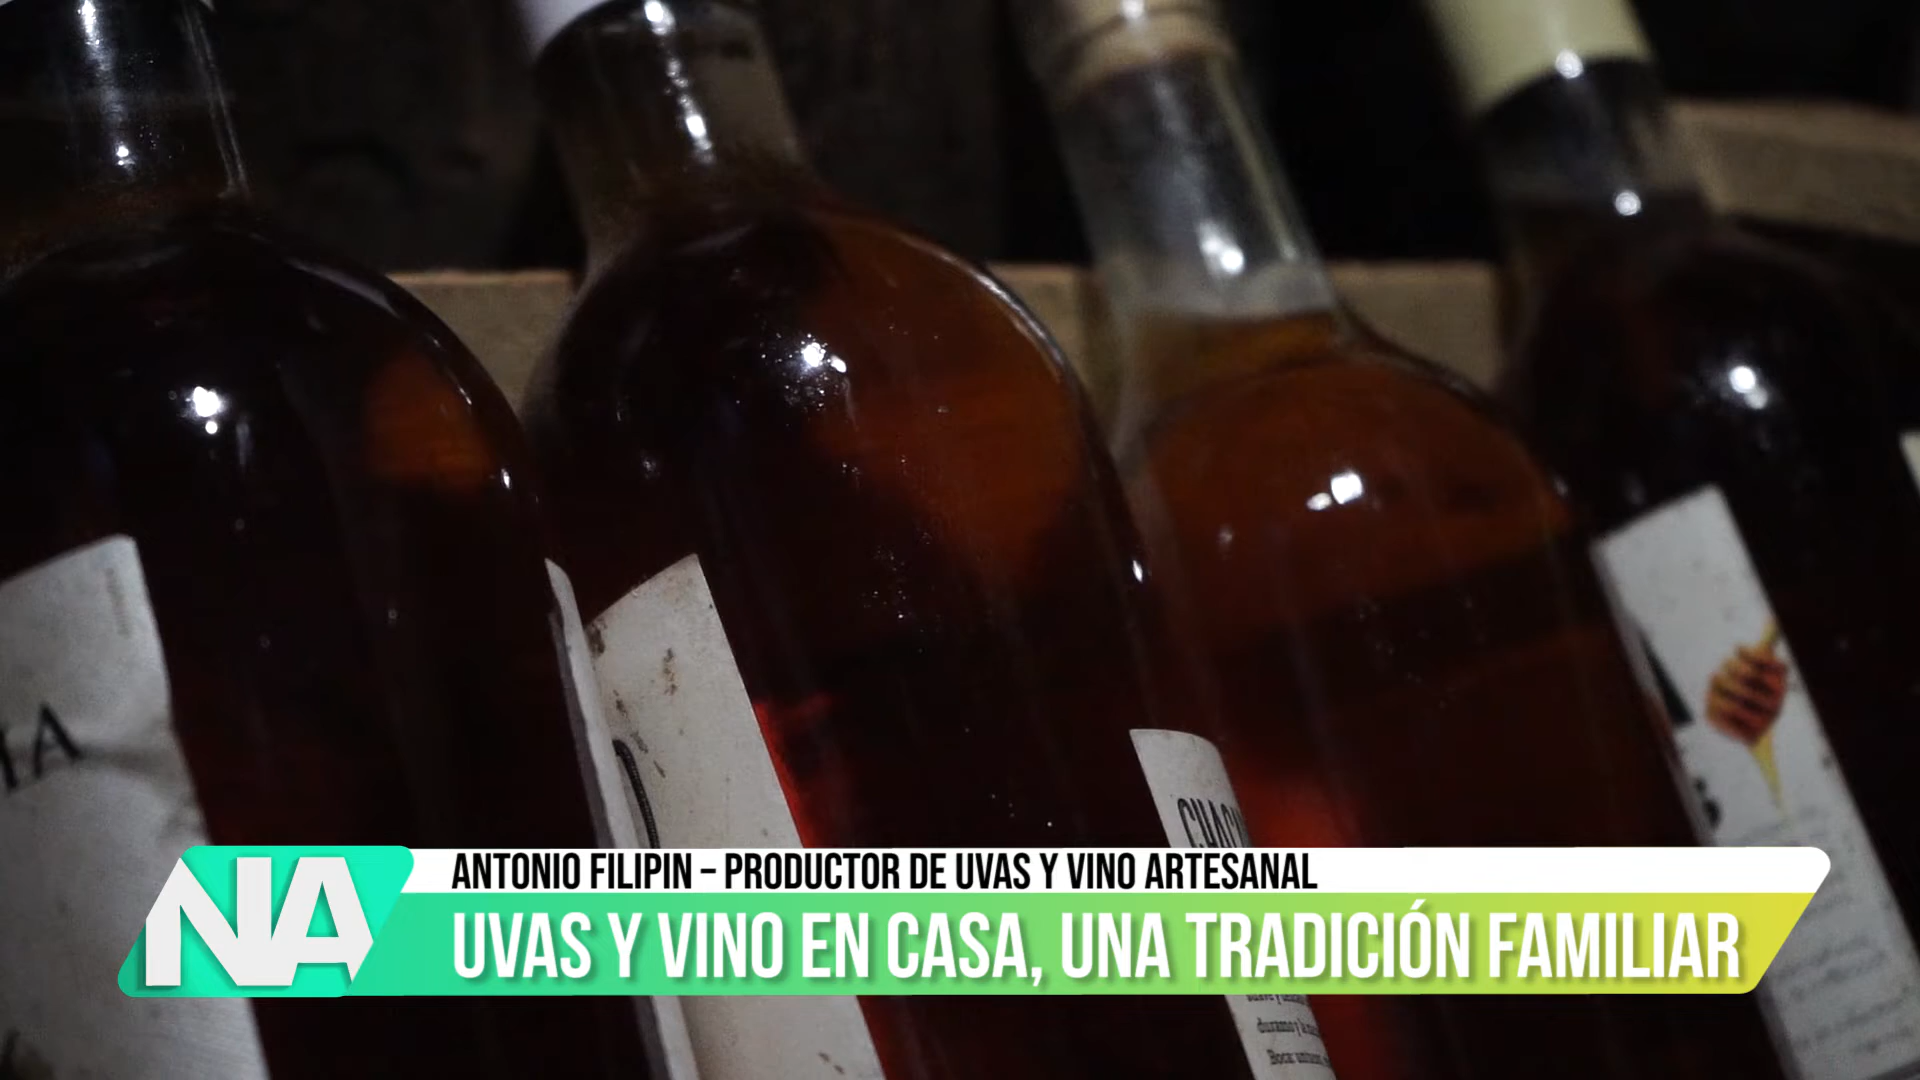 NA
ANTONIO FILIPIN – PRODUCTOR DE UVAS Y VINO ARTESANAL
UVAS Y VINO EN CASA, UNA TRADICIÓN FAMILIAR